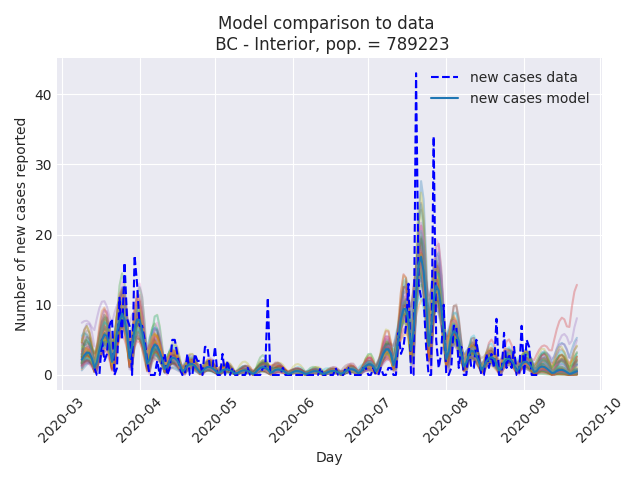 Model comparison to data
BC - Interior, pop. = 789223
new cases data
new cases model
Number of new cases reported
40
30
20
10
0
2020-03
2020-04
2020-05
2020-06
2020-07
2020-08
2020-09
2020-10
Day